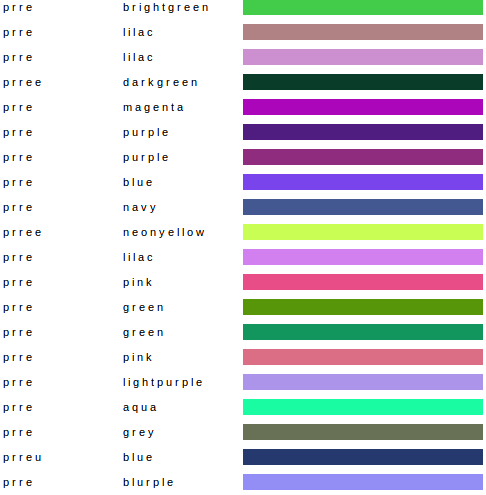 prre brightgreen
prre lilac
prre lilac
prree darkgreen
prre magenta
prre purple
prre purple
prre blue
prre navy
prree neonyellow
prre lilac
prre pink
prre green
prre green
prre pink
prre lightpurple
prre aqua
prre grey
prreu blue
prre blurple